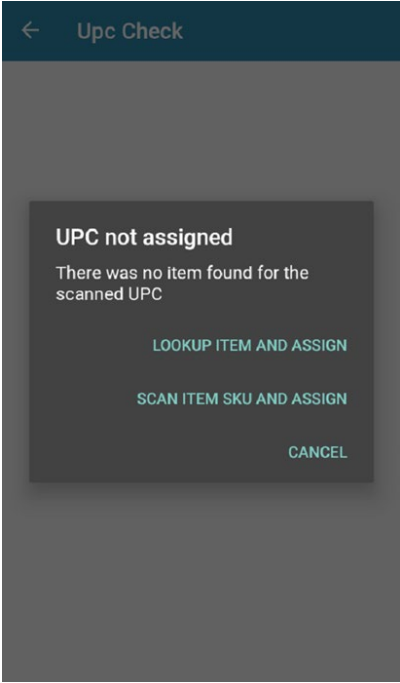 Upc Check
UPC not assigned
There was no item found for the
scanned UPC
LOOKUP ITEM AND ASSIGN
SCAN ITEM SKU AND ASSIGN
CANCEL